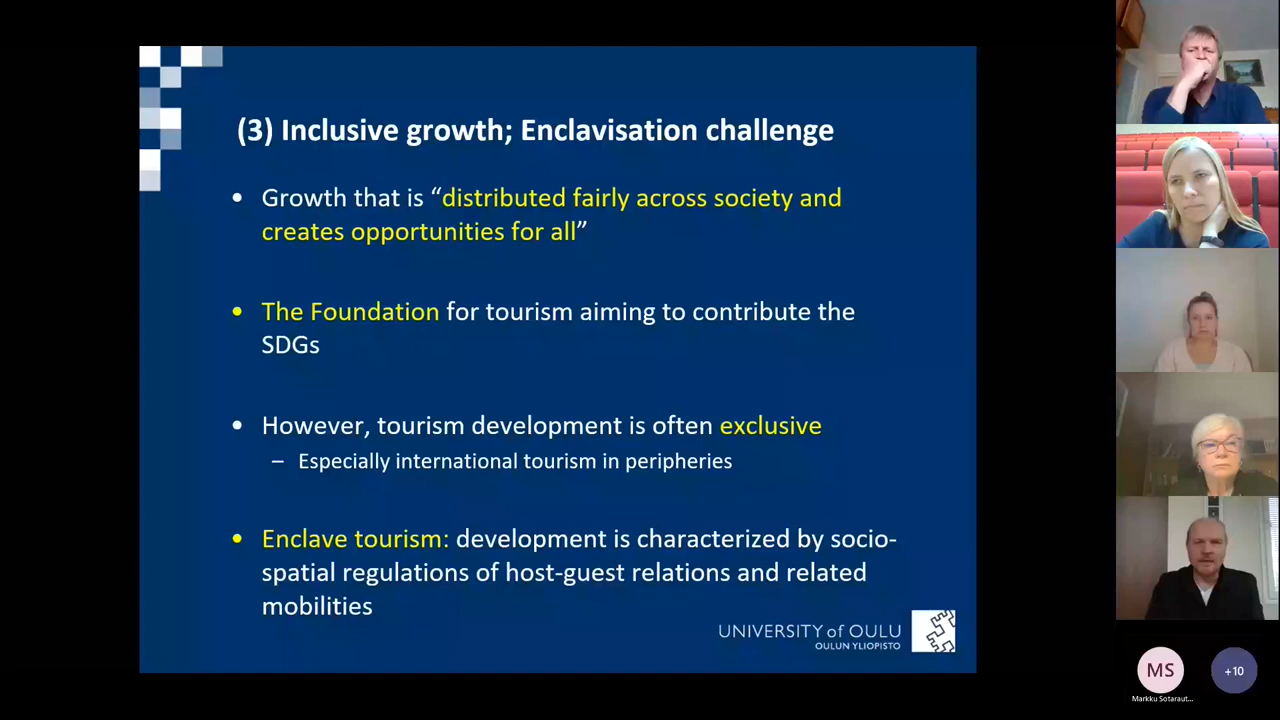 (3) Inclusive growth; Enclavisation challenge
• Growth that is “distributed fairly across society and
creates opportunities for all”
• The Foundation for tourism aiming to contribute the
SDGs
• However, tourism development is often exclusive
– Especially international tourism in peripheries
• Enclave tourism: development is characterized by socio-
spatial regulations of host-guest relations and related
mobilities
UNIVERSITY of OULU
OULUN YLIOPISTO
MS
Markku Sotaraut...
+10